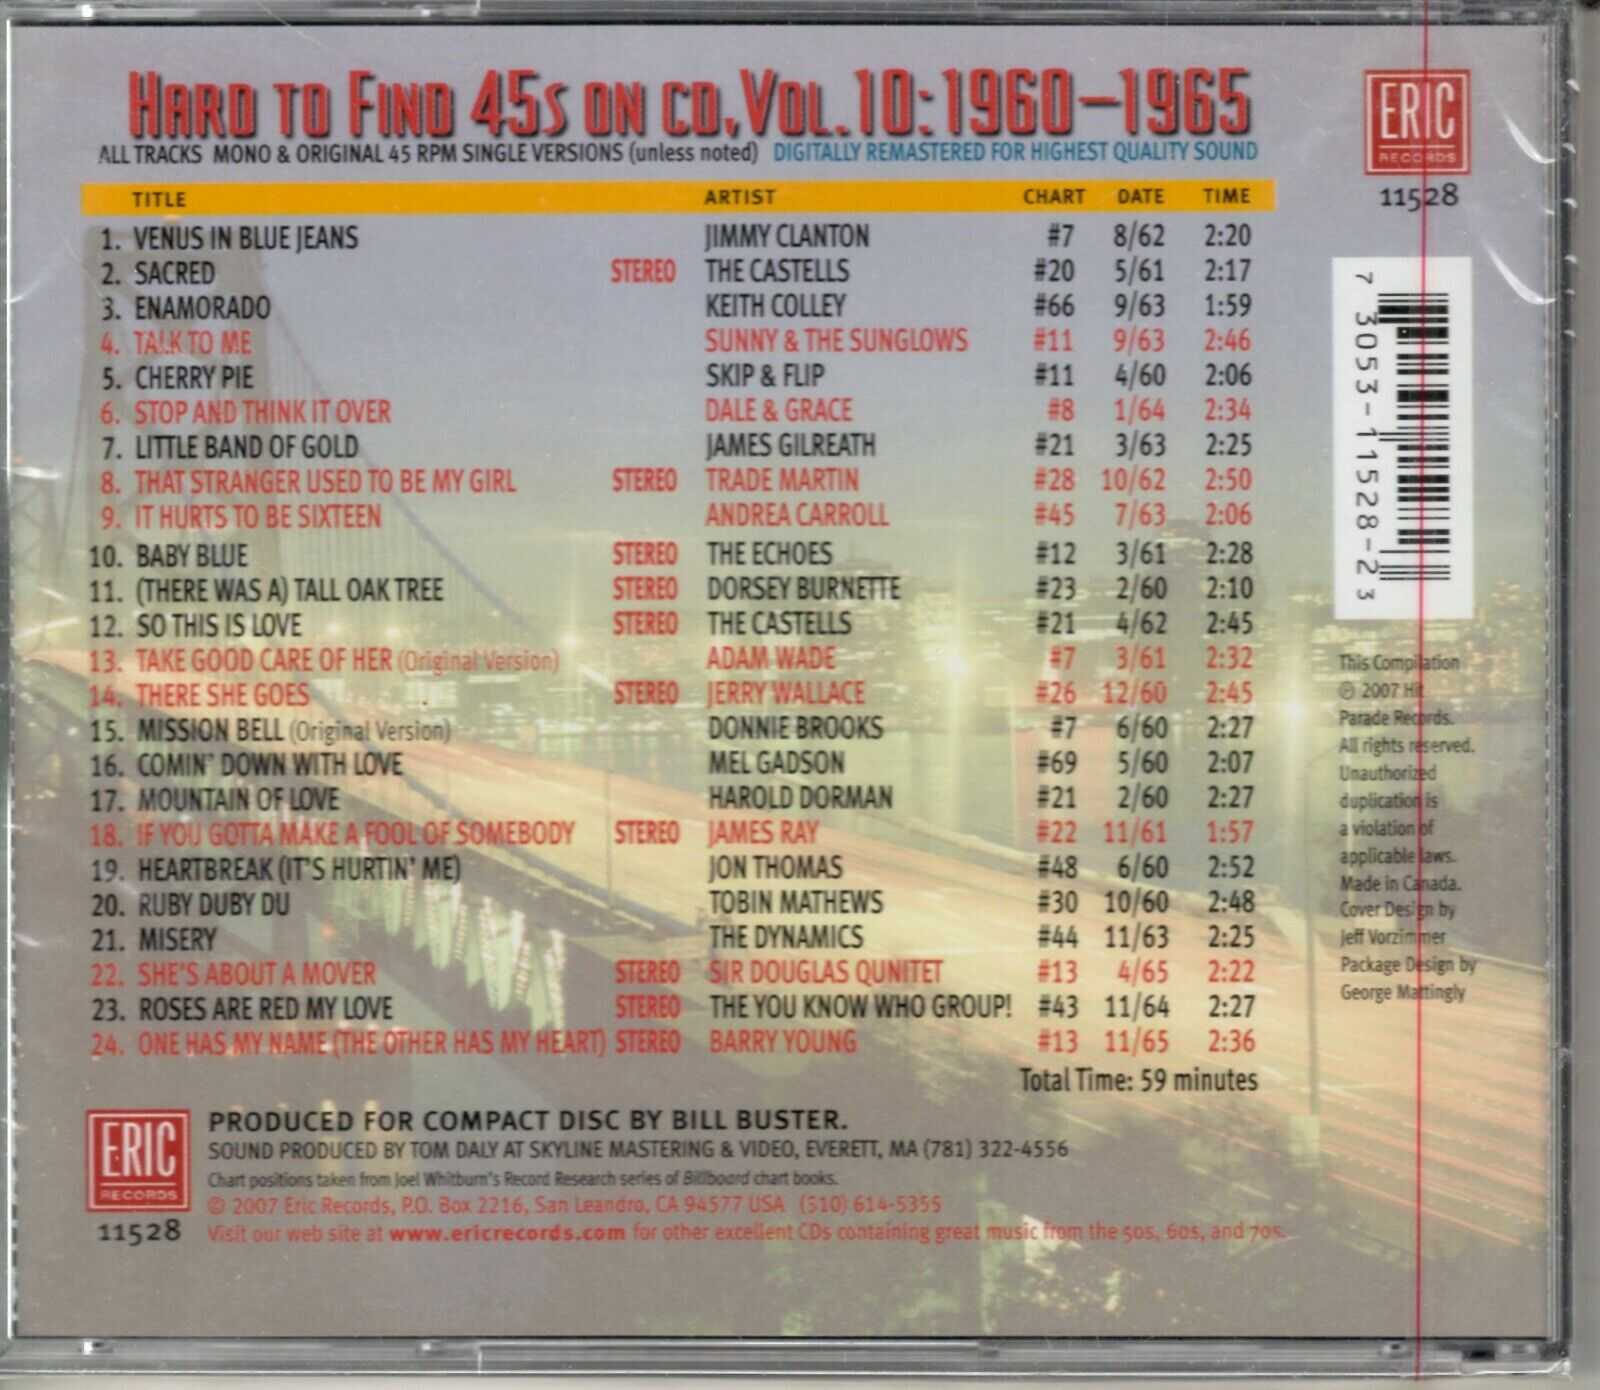 HARD TO FIND 45S ON CD, VOL. 10: 1960–1965
ALL TRACKS MONO & ORIGINAL 45 RPM SINGLE VERSIONS (unless noted) DIGITALLY REMASTERED FOR HIGHEST QUALITY SOUND
ERIC
RECORDS
11528
TITLE ARTIST CHART DATE TIME
1. VENUS IN BLUE JEANS JIMMY CLANTON #7 8/62 2:20
2. SACRED STEREO THE CASTELLS #20 5/61 2:17
3. ENAMORADO KEITH COLLEY #66 9/63 1:59
4. TALK TO ME SUNNY & THE SUNGLOWS #11 9/63 2:46
5. CHERRY PIE SKIP & FLIP #11 4/60 2:06
6. STOP AND THINK IT OVER DALE & GRACE #8 1/64 2:34
7. LITTLE BAND OF GOLD JAMES GILREATH #21 3/63 2:25
8. THAT STRANGER USED TO BE MY GIRL STEREO TRADE MARTIN #28 10/62 2:50
9. IT HURTS TO BE SIXTEEN ANDREA CARROLL #45 7/63 2:06
10. BABY BLUE STEREO THE ECHOES #12 3/61 2:28
11. (THERE WAS A) TALL OAK TREE STEREO DORSEY BURNETTE #23 2/60 2:10
12. SO THIS IS LOVE STEREO THE CASTELLS #21 4/62 2:45
13. TAKE GOOD CARE OF HER (Original Version) ADAM WADE #7 3/61 2:32
14. THERE SHE GOES STEREO JERRY WALLACE #26 12/60 2:45
15. MISSION BELL (Original Version) DONNIE BROOKS #7 6/60 2:27
16. COMIN' DOWN WITH LOVE MEL GADSON #69 5/60 2:07
17. MOUNTAIN OF LOVE HAROLD DORMAN #21 2/60 2:27
18. IF YOU GOTTA MAKE A FOOL OF SOMEBODY STEREO JAMES RAY #22 11/61 1:57
19. HEARTBREAK (IT'S HURTIN' ME) JON THOMAS #48 6/60 2:52
20. RUBY DUBY DU TOBIN MATHEWS #30 10/60 2:48
21. MISERY THE DYNAMICS #44 11/63 2:25
22. SHE'S ABOUT A MOVER STEREO SIR DOUGLAS QUNITET #13 4/65 2:22
23. ROSES ARE RED MY LOVE STEREO THE YOU KNOW WHO GROUP! #43 11/64 2:27
24. ONE HAS MY NAME (THE OTHER HAS MY HEART) STEREO BARRY YOUNG #13 11/65 2:36
Total Time: 59 minutes
7 3053-11528-2 3
This Compilation
℗ 2007 Hit
Parade Records.
All rights reserved.
Unauthorized
duplication is
a violation of
applicable laws.
Made in Canada.
Cover Design by
Jeff Vorzimmer
Package Design by
George Mattingly
ERIC
RECORDS
11528
PRODUCED FOR COMPACT DISC BY BILL BUSTER.
SOUND PRODUCED BY TOM DALY AT SKYLINE MASTERING & VIDEO, EVERETT, MA (781) 322-4556
Chart positions taken from Joel Whitburn's Record Research series of Billboard chart books.
© 2007 Eric Records, P.O. Box 2216, San Leandro, CA 94577 USA (510) 614-5355
Visit our web site at www.ericrecords.com for other excellent CDs containing great music from the 50s, 60s, and 70s.